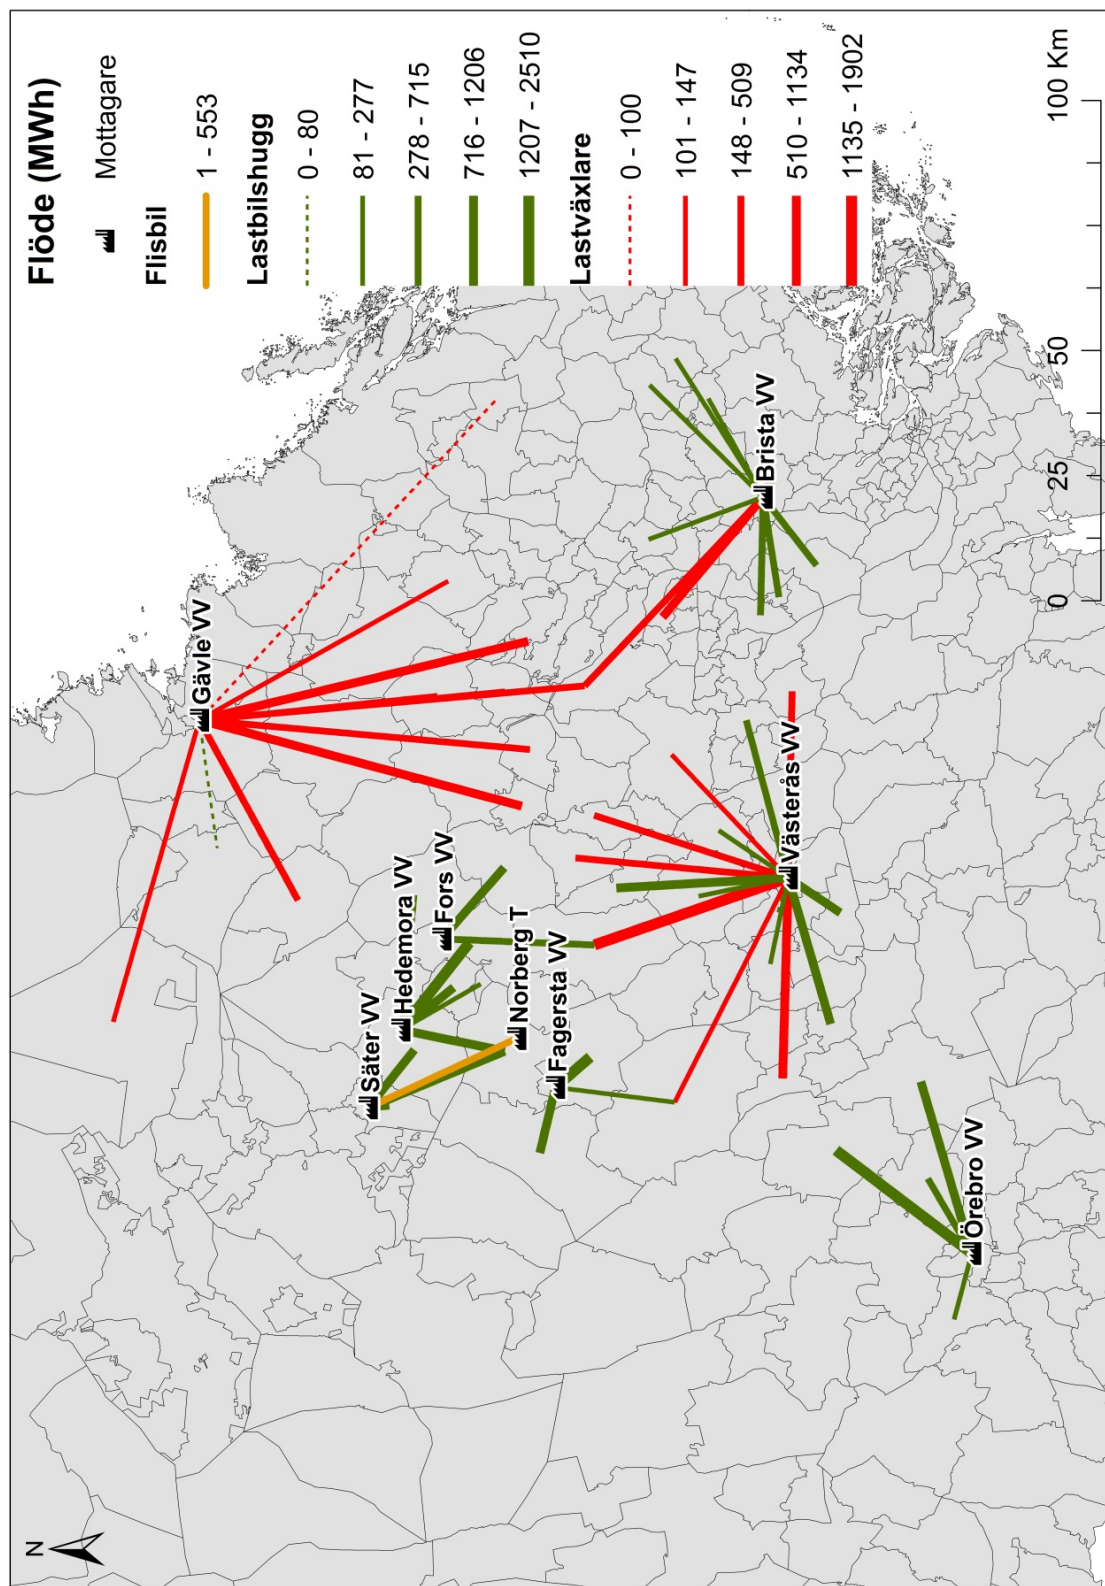 N
Flöde (MWh)
Mottagare
Flisbil
1 - 553
Lastbilshugg
0 - 80
81 - 277
278 - 715
716 - 1206
1207 - 2510
Lastväxlare
0 - 100
101 - 147
148 - 509
510 - 1134
1135 - 1902
Gävle VV
Säter VV
Hedemora VV
Fors VV
Norberg T
Fagersta VV
Brista VV
Västerås VV
Örebro VV
0 25 50 100 Km